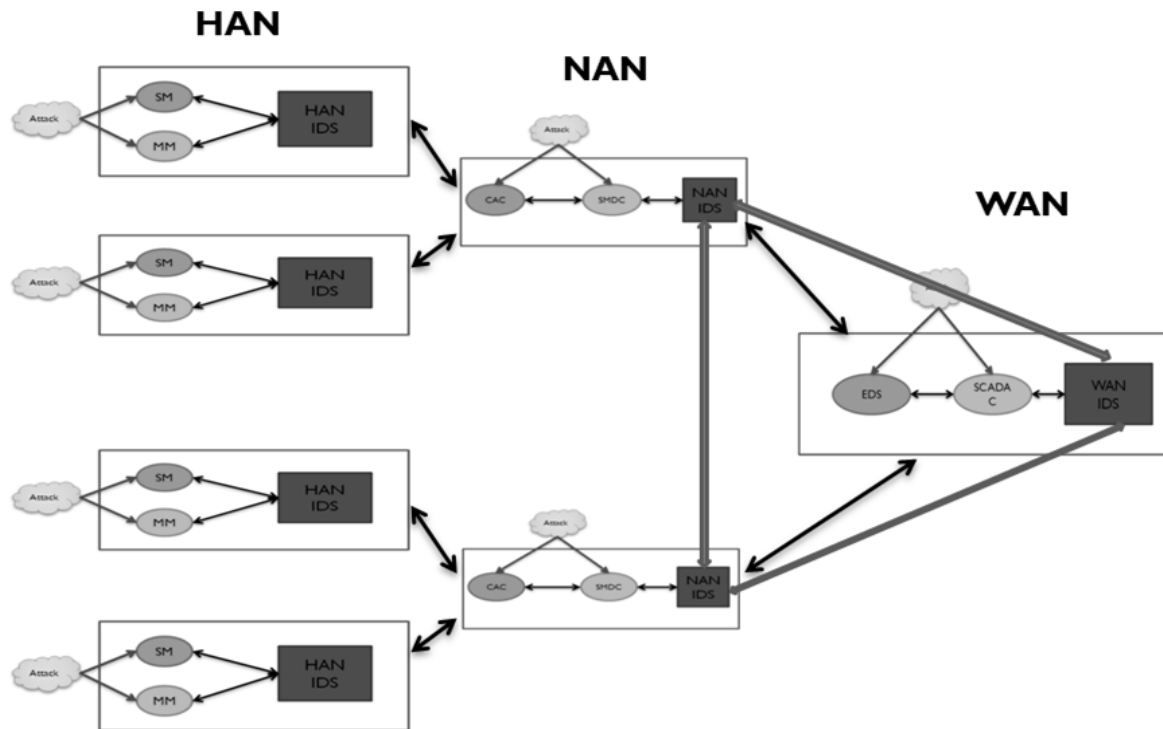 HAN
NAN
WAN
Attack
SM
MM
HAN
IDS
Attack
SM
MM
HAN
IDS
Attack
CAC
SMDC
NAN
IDS
EDS
SCADA
C
WAN
IDS
Attack
SM
MM
HAN
IDS
Attack
CAC
SMDC
NAN
IDS
Attack
SM
MM
HAN
IDS